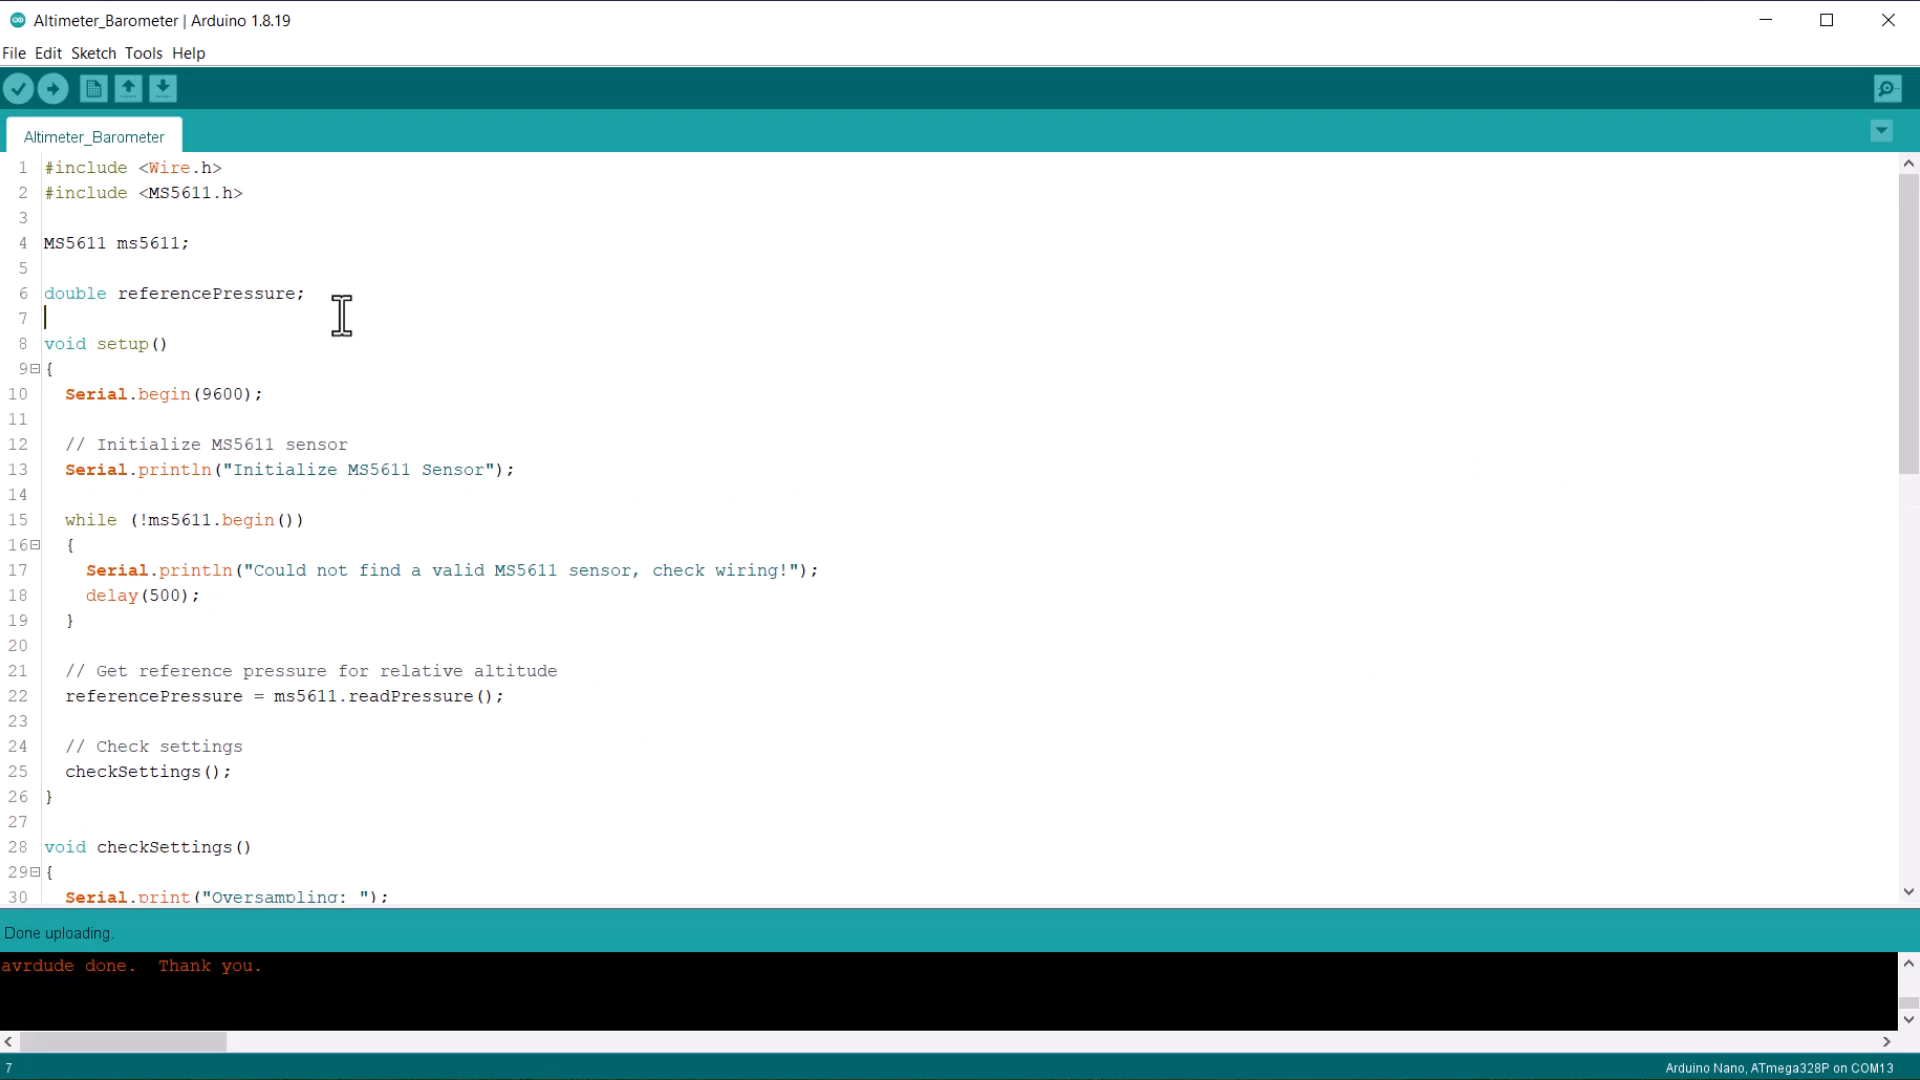 Altimeter_Barometer | Arduino 1.8.19
File Edit Sketch Tools Help
Altimeter_Barometer
1 #include <Wire.h>
2 #include <MS5611.h>
3
4 MS5611 ms5611;
5
6 double referencePressure;
7
8 void setup()
9 {
10 Serial.begin(9600);
11
12 // Initialize MS5611 sensor
13 Serial.println("Initialize MS5611 Sensor");
14
15 while (!ms5611.begin())
16 {
17 Serial.println("Could not find a valid MS5611 sensor, check wiring!");
18 delay(500);
19 }
20
21 // Get reference pressure for relative altitude
22 referencePressure = ms5611.readPressure();
23
24 // Check settings
25 checkSettings();
26 }
27
28 void checkSettings()
29 {
30 Serial.print("Oversampling: ");
Done uploading.
avrdude done.  Thank you.
7 Arduino Nano, ATmega328P on COM13